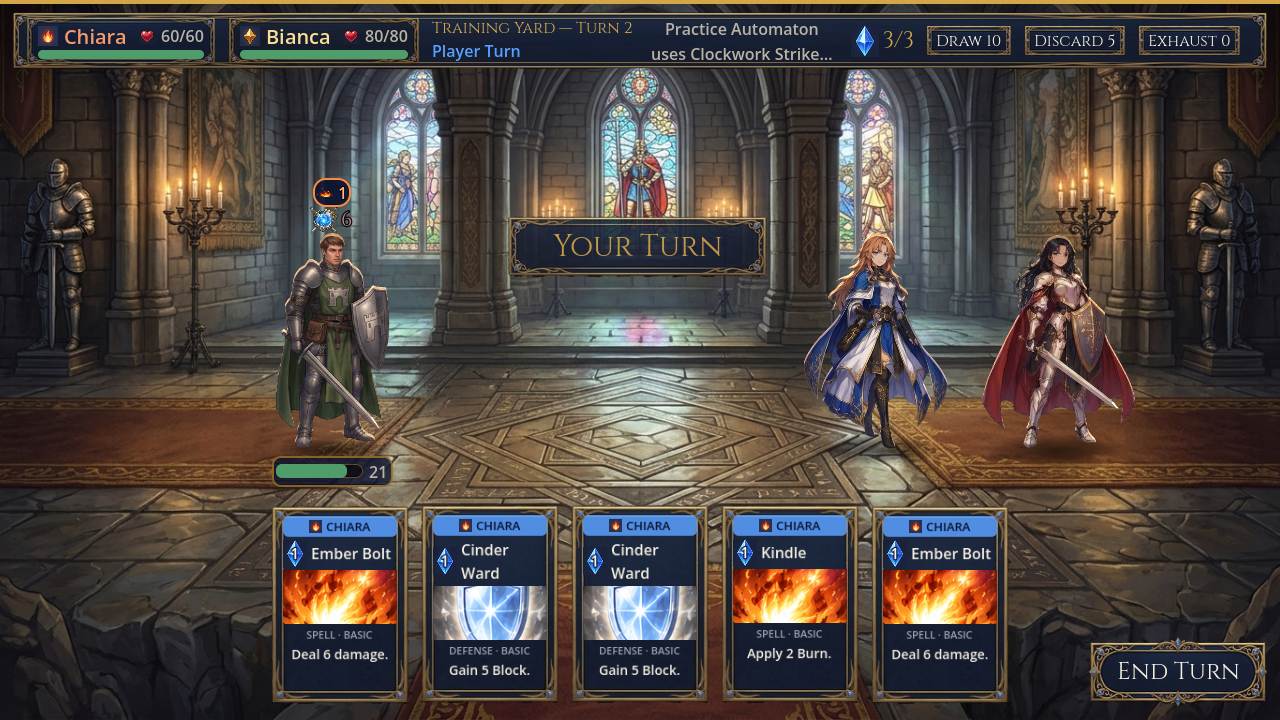 Chiara 60/60
Bianca 80/80
Training Yard — Turn 2
Player Turn
Practice Automaton
uses Clockwork Strike...
3/3
Draw 10
Discard 5
Exhaust 0
1
6
Your Turn
21
CHIARA
1 Ember Bolt
SPELL · BASIC
Deal 6 damage.
CHIARA
1 Cinder
Ward
DEFENSE · BASIC
Gain 5 Block.
CHIARA
1 Cinder
Ward
DEFENSE · BASIC
Gain 5 Block.
CHIARA
1 Kindle
SPELL · BASIC
Apply 2 Burn.
CHIARA
1 Ember Bolt
SPELL · BASIC
Deal 6 damage.
End Turn